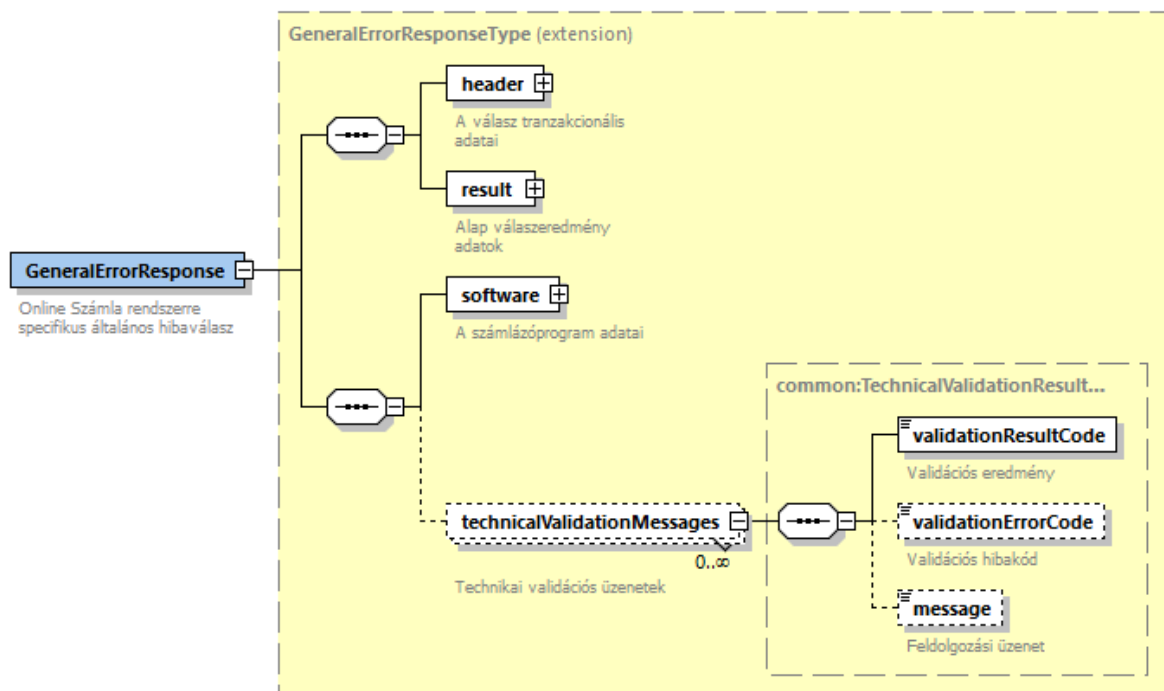 GeneralErrorResponseType (extension)
header
A válasz tranzakcionális
adatai
result
Alap válaszeredmény
adatok
GeneralErrorResponse
Online Számla rendszerre
specifikus általános hibaválasz
software
A számlázóprogram adatai
common:TechnicalValidationResult...
validationResultCode
Validációs eredmény
technicalValidationMessages
0..∞
Technikai validációs üzenetek
validationErrorCode
Validációs hibakód
message
Feldolgozási üzenet